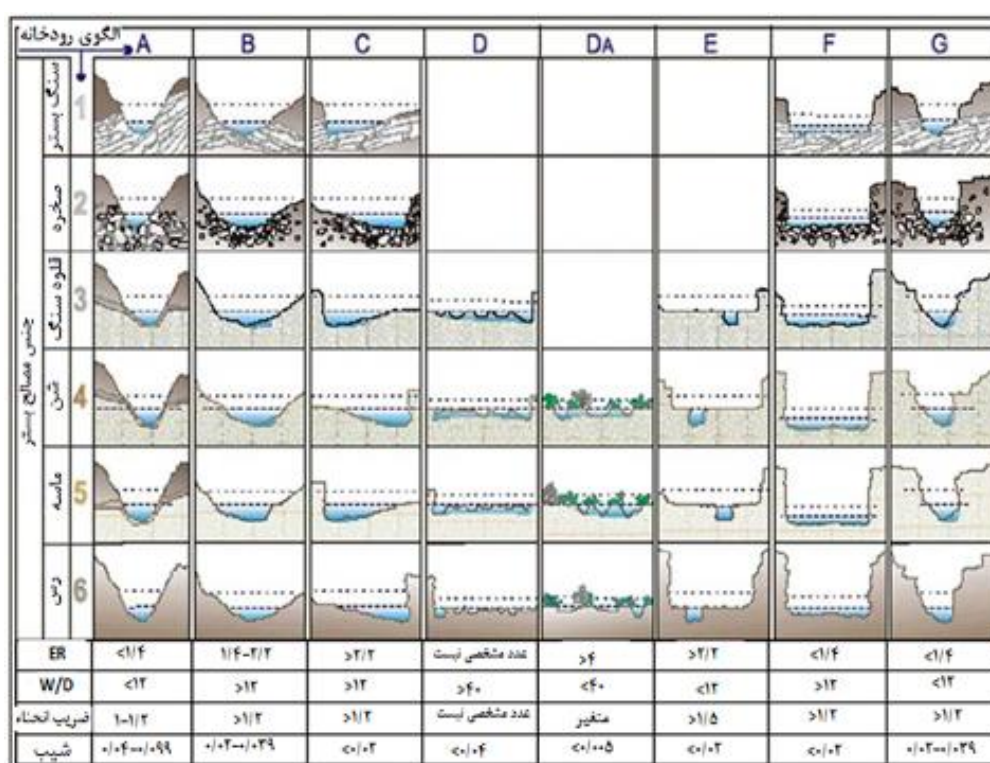 الگوی رودخانه A B C D DA E F G
جنس مصالح بستر
سنگ بستر 1
صخره 2
قلوه سنگ 3
شن 4
ماسه 5
رس 6
ER <۱/۴ ۱/۴-۲/۲ >۲/۲ عدد مشخصی نیست >۴ >۲/۲ <۱/۴ <۱/۴
W/D <۱۲ >۱۲ >۱۲ >۴۰ <۴۰ <۱۲ >۱۲ <۱۲
ضریب انحناء ۱-۱/۲ >۱/۲ >۱/۲ عدد مشخصی نیست متغیر >۱/۵ >۱/۲ >۱/۲
شیب ۰/۰۴-۰/۰۹۹ ۰/۰۲-۰/۰۳۹ <۰/۰۲ <۰/۰۴ <۰/۰۰۵ <۰/۰۲ <۰/۰۲ ۰/۰۲-۰/۰۳۹